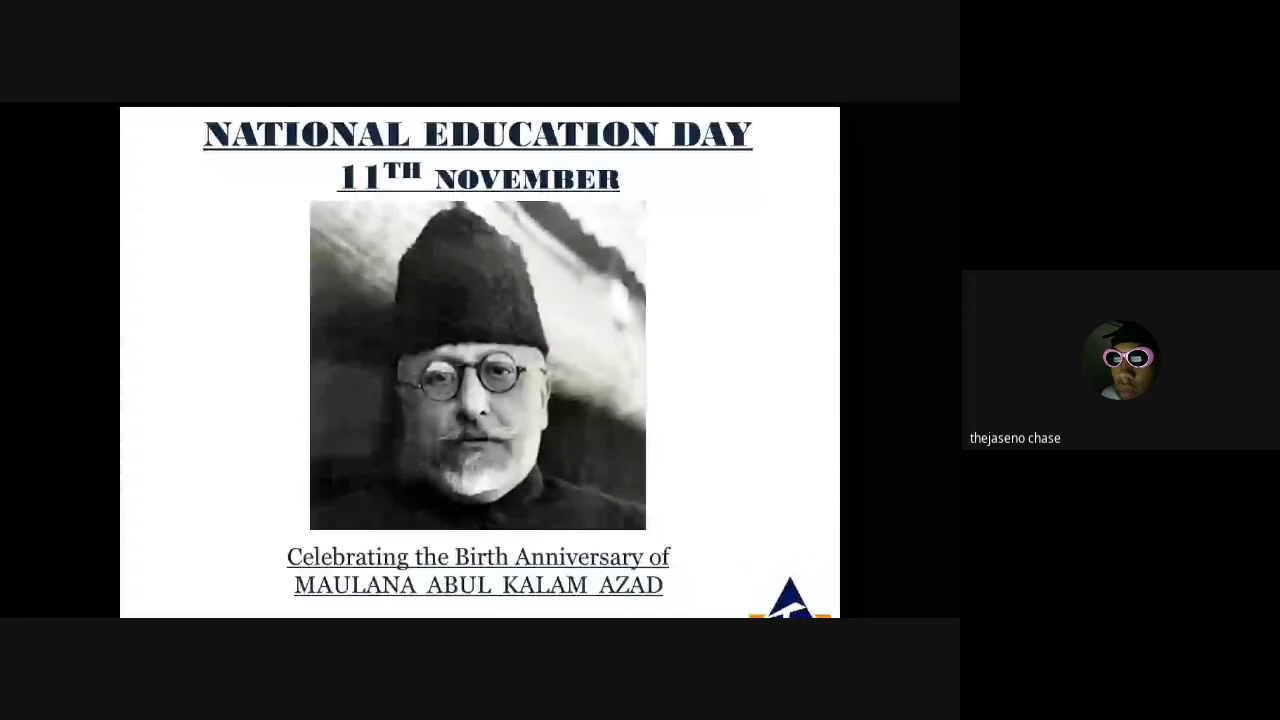 NATIONAL EDUCATION DAY
11TH NOVEMBER
Celebrating the Birth Anniversary of
MAULANA ABUL KALAM AZAD
thejaseno chase